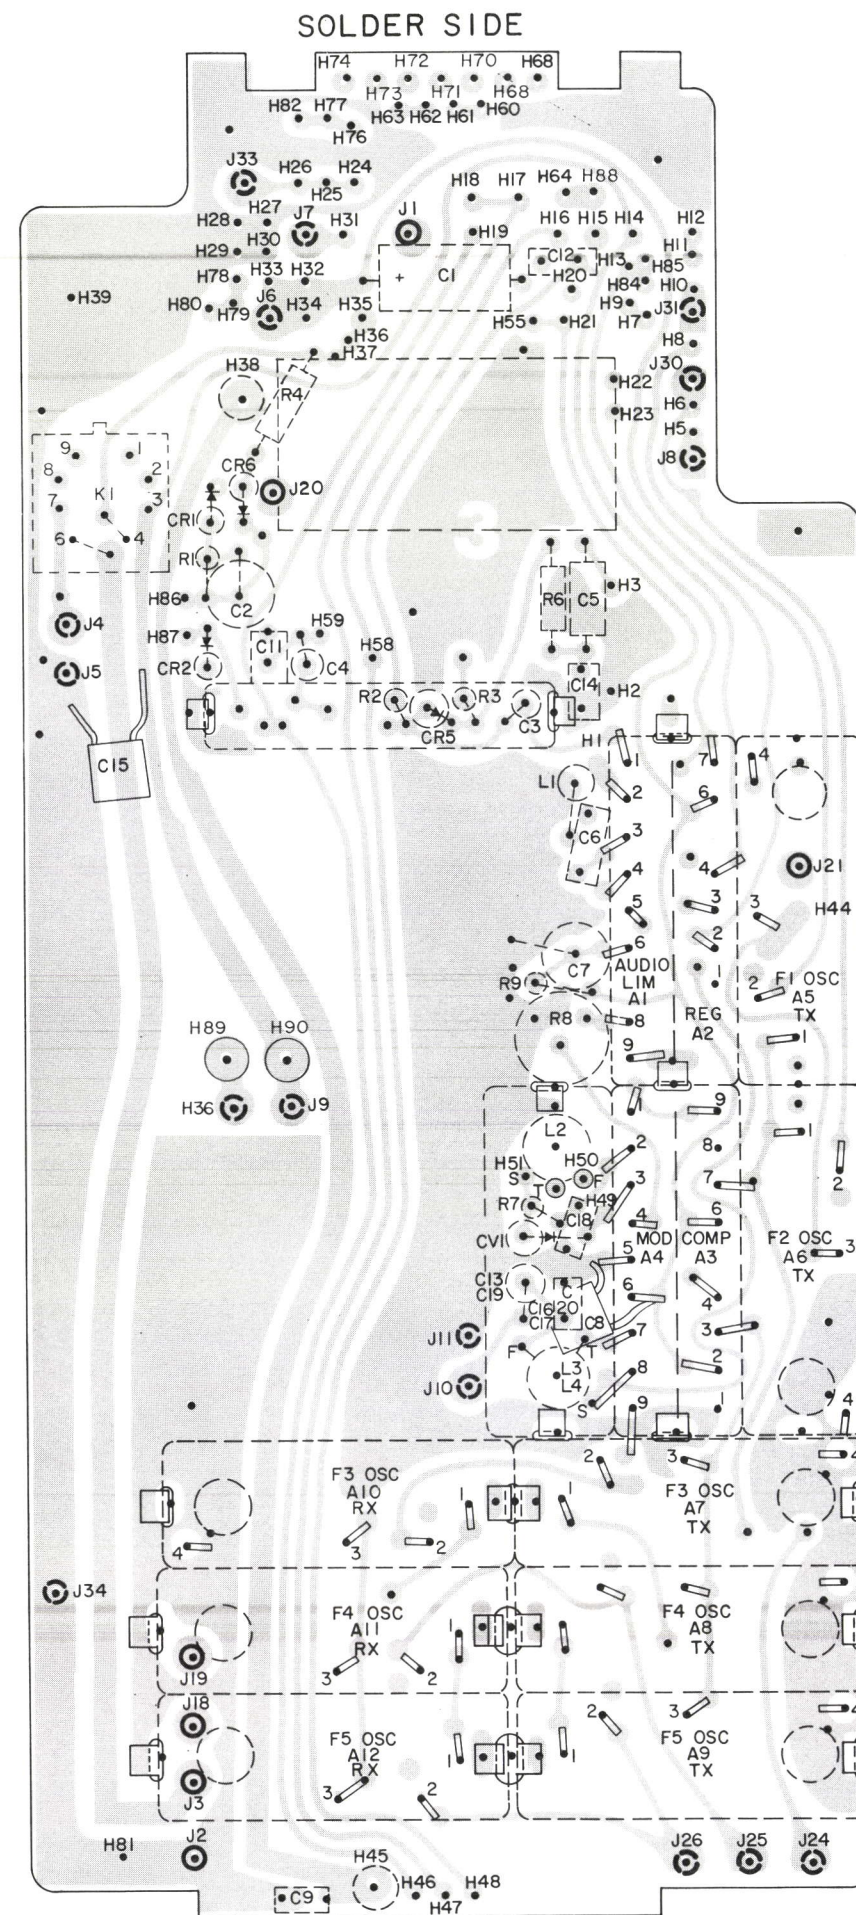 SOLDER SIDE
H74 H72 H70 H68
H73 H71 H68
H82 H77 H63 H62 H61 H60
H76
J33 H26 H24
H25 H18 H17 H64 H88
H28 H27 J7 H31 J1 H16 H15 H14 H12
H19
H29 H30 C12 H13 H11
H85
H78 H33 H32 + C1 H20 H84 H10
H39 H80 H79 J6 H34 H35 H9 J31
H55 H21 H7
H36 H8
H37
H38 J30
R4 H22
H6
H23
H5
9 1 J8
8 2 CR6
7 K1 3 J20
CR1
6 4
R1
H86 C2 R6 C5 H3
J4
H87 H59
H58
J5 CR2 C11 C4 C14
R2 R3 H2
CR5 C3
H1
C15 1 7 4
L1 2 6
C6 3
4 4 J21
5 3 3 H44
6 2
C7 AUDIO F1 OSC
R9 LIM 1 2 A5
A1 REG TX
R8 8 A2
H89 H90 9 1
H36 J9
1 9
L2 1
H51 H50 2 8
S F 2
T 3 7
R7 H49
C18 4 6
CV1 MOD COMP F2 OSC
A4 A3 A6 3
5 TX
C13 C
C19 6 4
C16 20
C17 C8
J11 7 3
F T
L3 8 2
J10 L4
S 9 1 4
F3 OSC 2 3 F3 OSC 4
A10 1 1 A7
RX TX
4 3 2
J34
F4 OSC F4 OSC
A11 1 A8
RX TX
J19 3 2
J18 2 3 4
F5 OSC F5 OSC
A12 1 1 A9
RX TX
J3 3 2
J2
H81 J26 J25 J24
H45
C9 H46 H48
H47